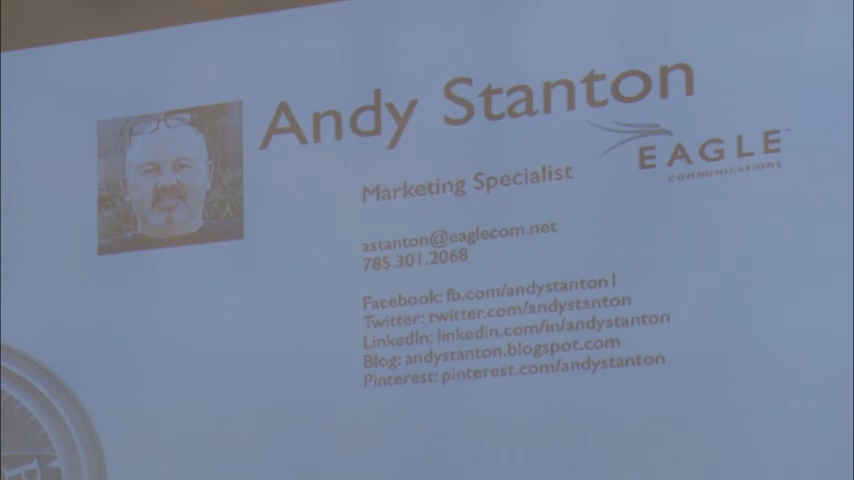 Andy Stanton
EAGLE
COMMUNICATIONS
Marketing Specialist
astanton@eaglecom.net
785.301.2068
Facebook: fb.com/andystanton1
Twitter: twitter.com/andystanton
LinkedIn: linkedin.com/in/andystanton
Blog: andystanton.blogspot.com
Pinterest: pinterest.com/andystanton